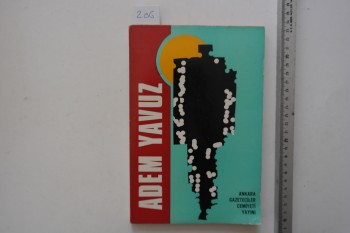 206
ADEM YAVUZ
ANKARA
GAZETECİLER
CEMİYETİ
YAYINI